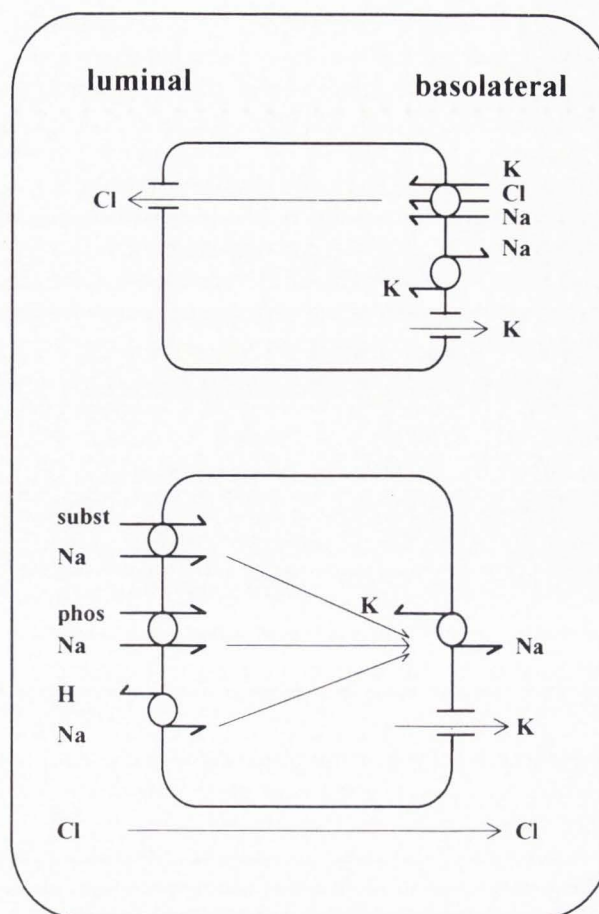 luminal basolateral
K
Cl Cl
Na
Na
K
K
subst
Na K
phos
Na Na
H
Na K
Cl Cl